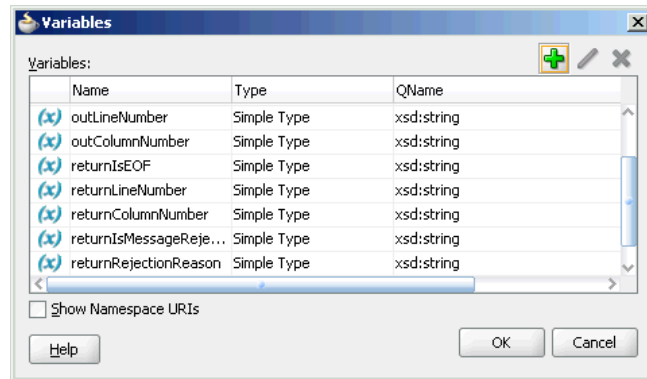 Variables
Variables:
Name Type QName
(x) outLineNumber Simple Type xsd:string
(x) outColumnNumber Simple Type xsd:string
(x) returnIsEOF Simple Type xsd:string
(x) returnLineNumber Simple Type xsd:string
(x) returnColumnNumber Simple Type xsd:string
(x) returnIsMessageReje... Simple Type xsd:string
(x) returnRejectionReason Simple Type xsd:string
Show Namespace URIs
Help OK Cancel